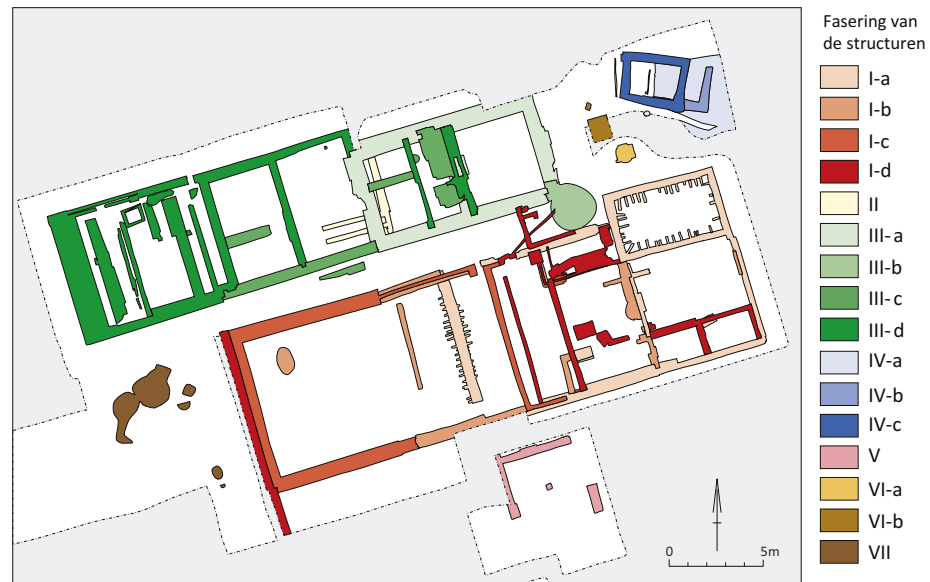 Fasering van
de structuren
I-a
I-b
I-c
I-d
II
III-a
III-b
III-c
III-d
IV-a
IV-b
IV-c
V
VI-a
VI-b
VII
0 5m